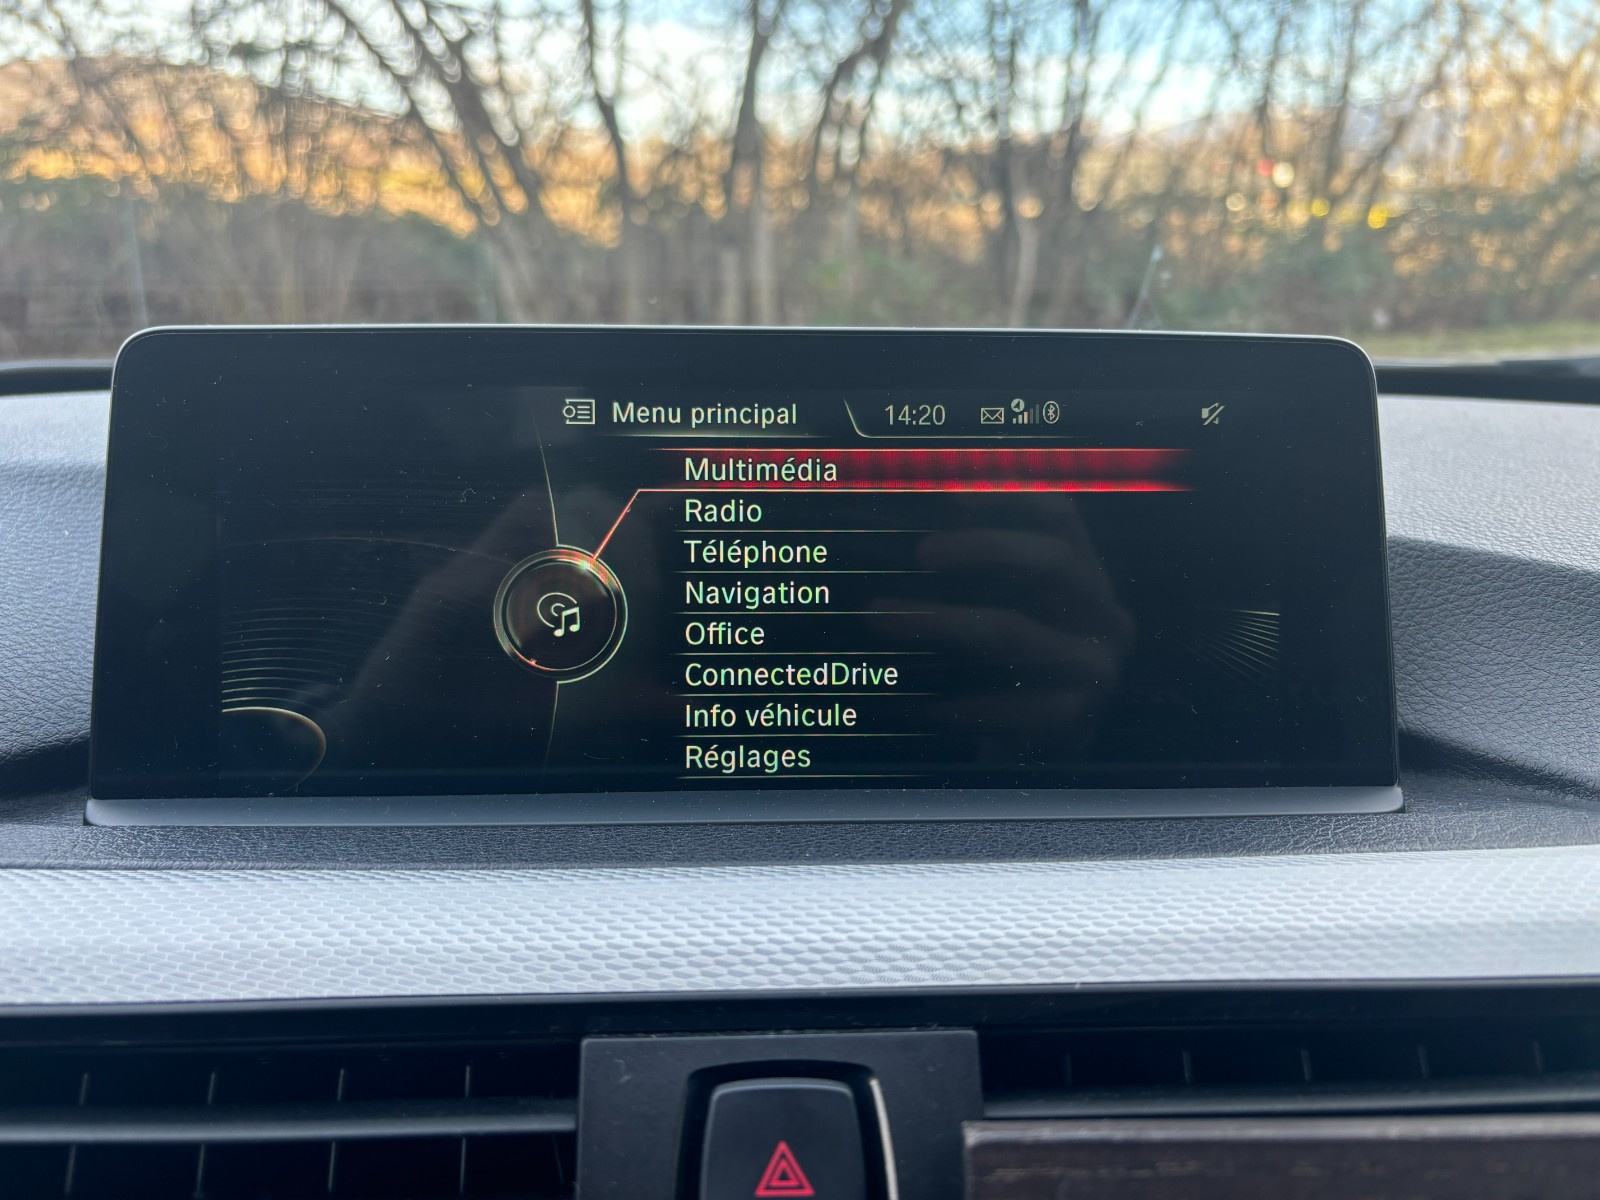 Menu principal 14:20
Multimédia
Radio
Téléphone
Navigation
Office
ConnectedDrive
Info véhicule
Réglages